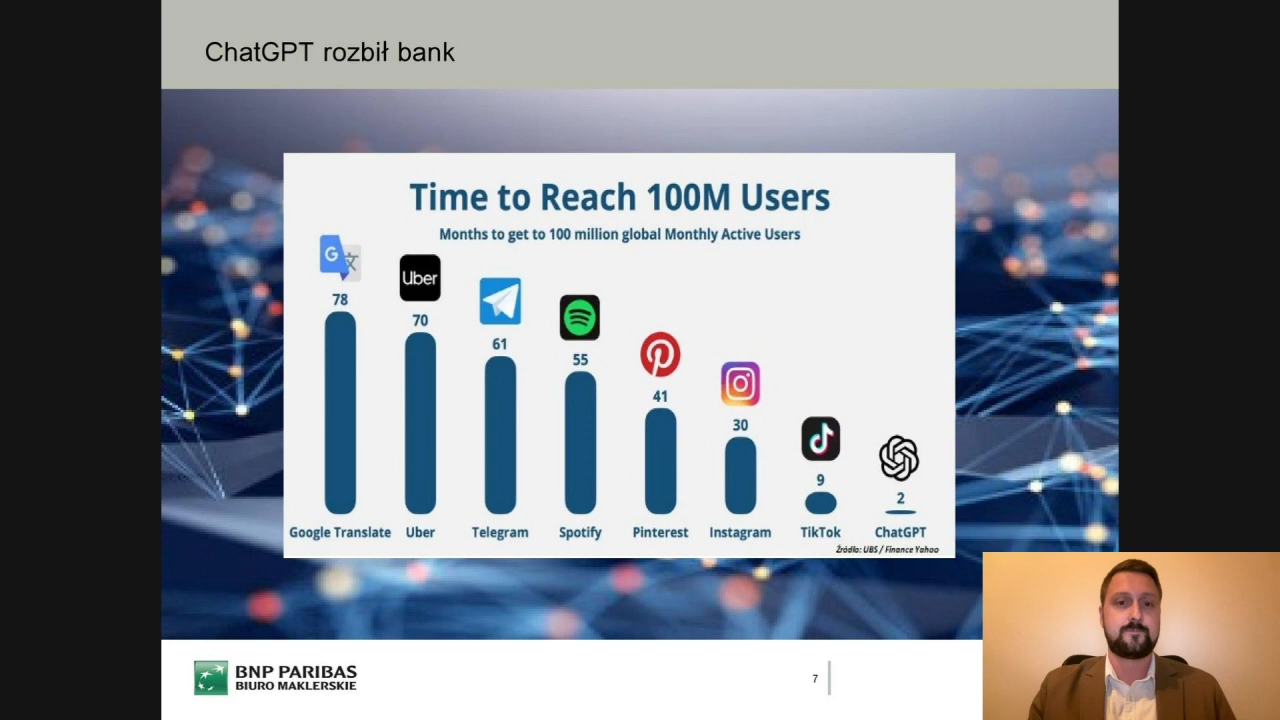 ChatGPT rozbił bank
Time to Reach 100M Users
Months to get to 100 million global Monthly Active Users
G 文
Uber
78
70
61
55
41
30
9
2
Google Translate Uber Telegram Spotify Pinterest Instagram TikTok ChatGPT
Źródło: UBS / Finance Yahoo
BNP PARIBAS
BIURO MAKLERSKIE
7